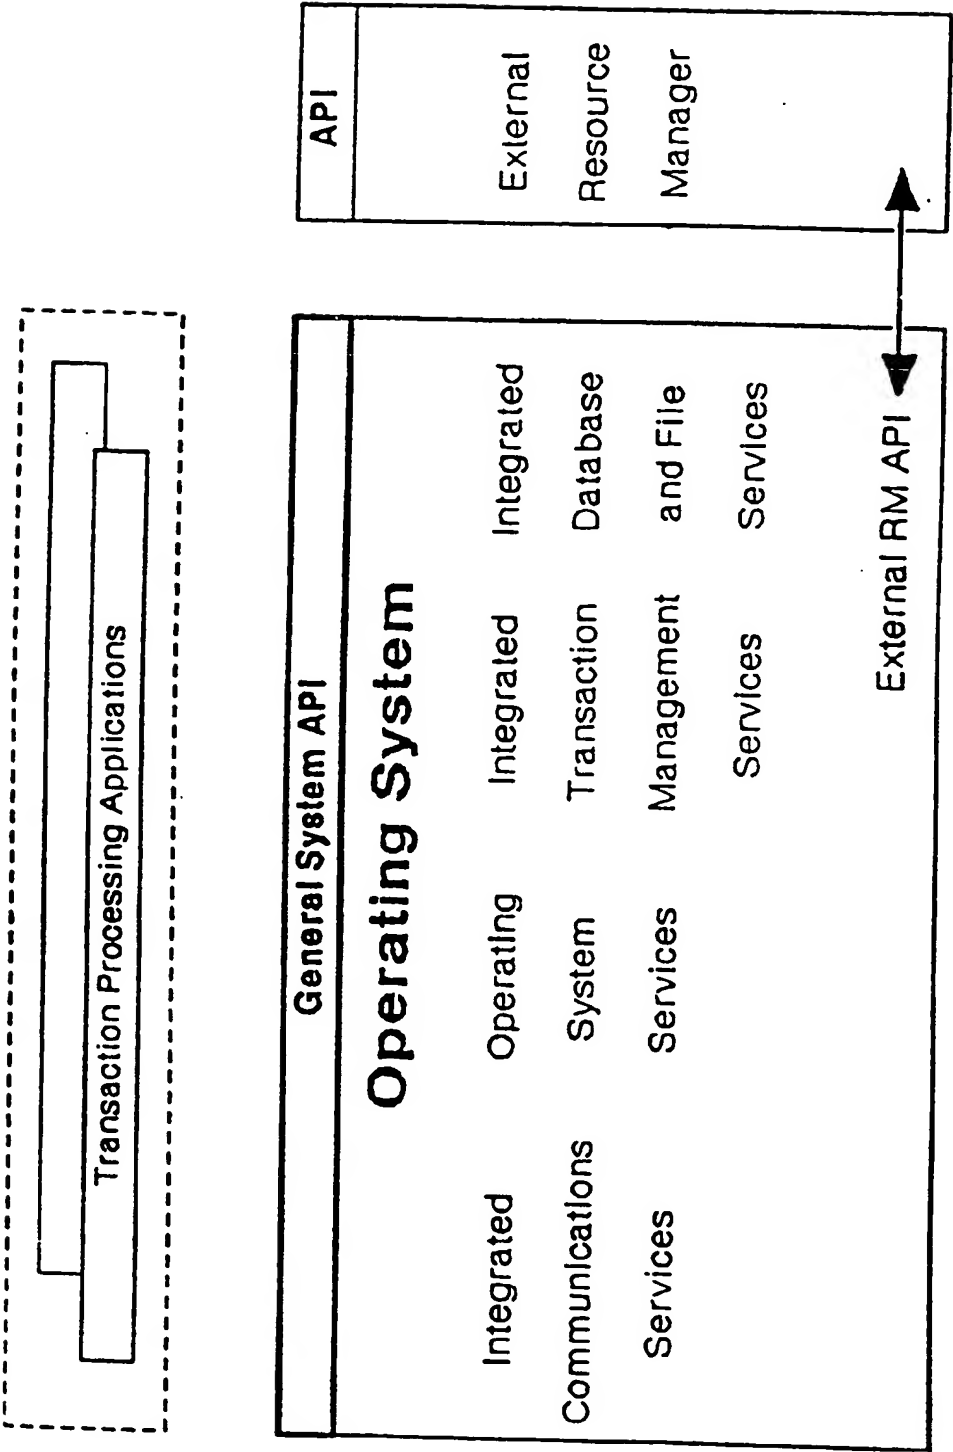 Transaction Processing Applications
General System API
Operating System
Integrated
Communications
Services
Operating
System
Services
Integrated
Transaction
Management
Services
Integrated
Database
and File
Services
External RM API
API
External
Resource
Manager